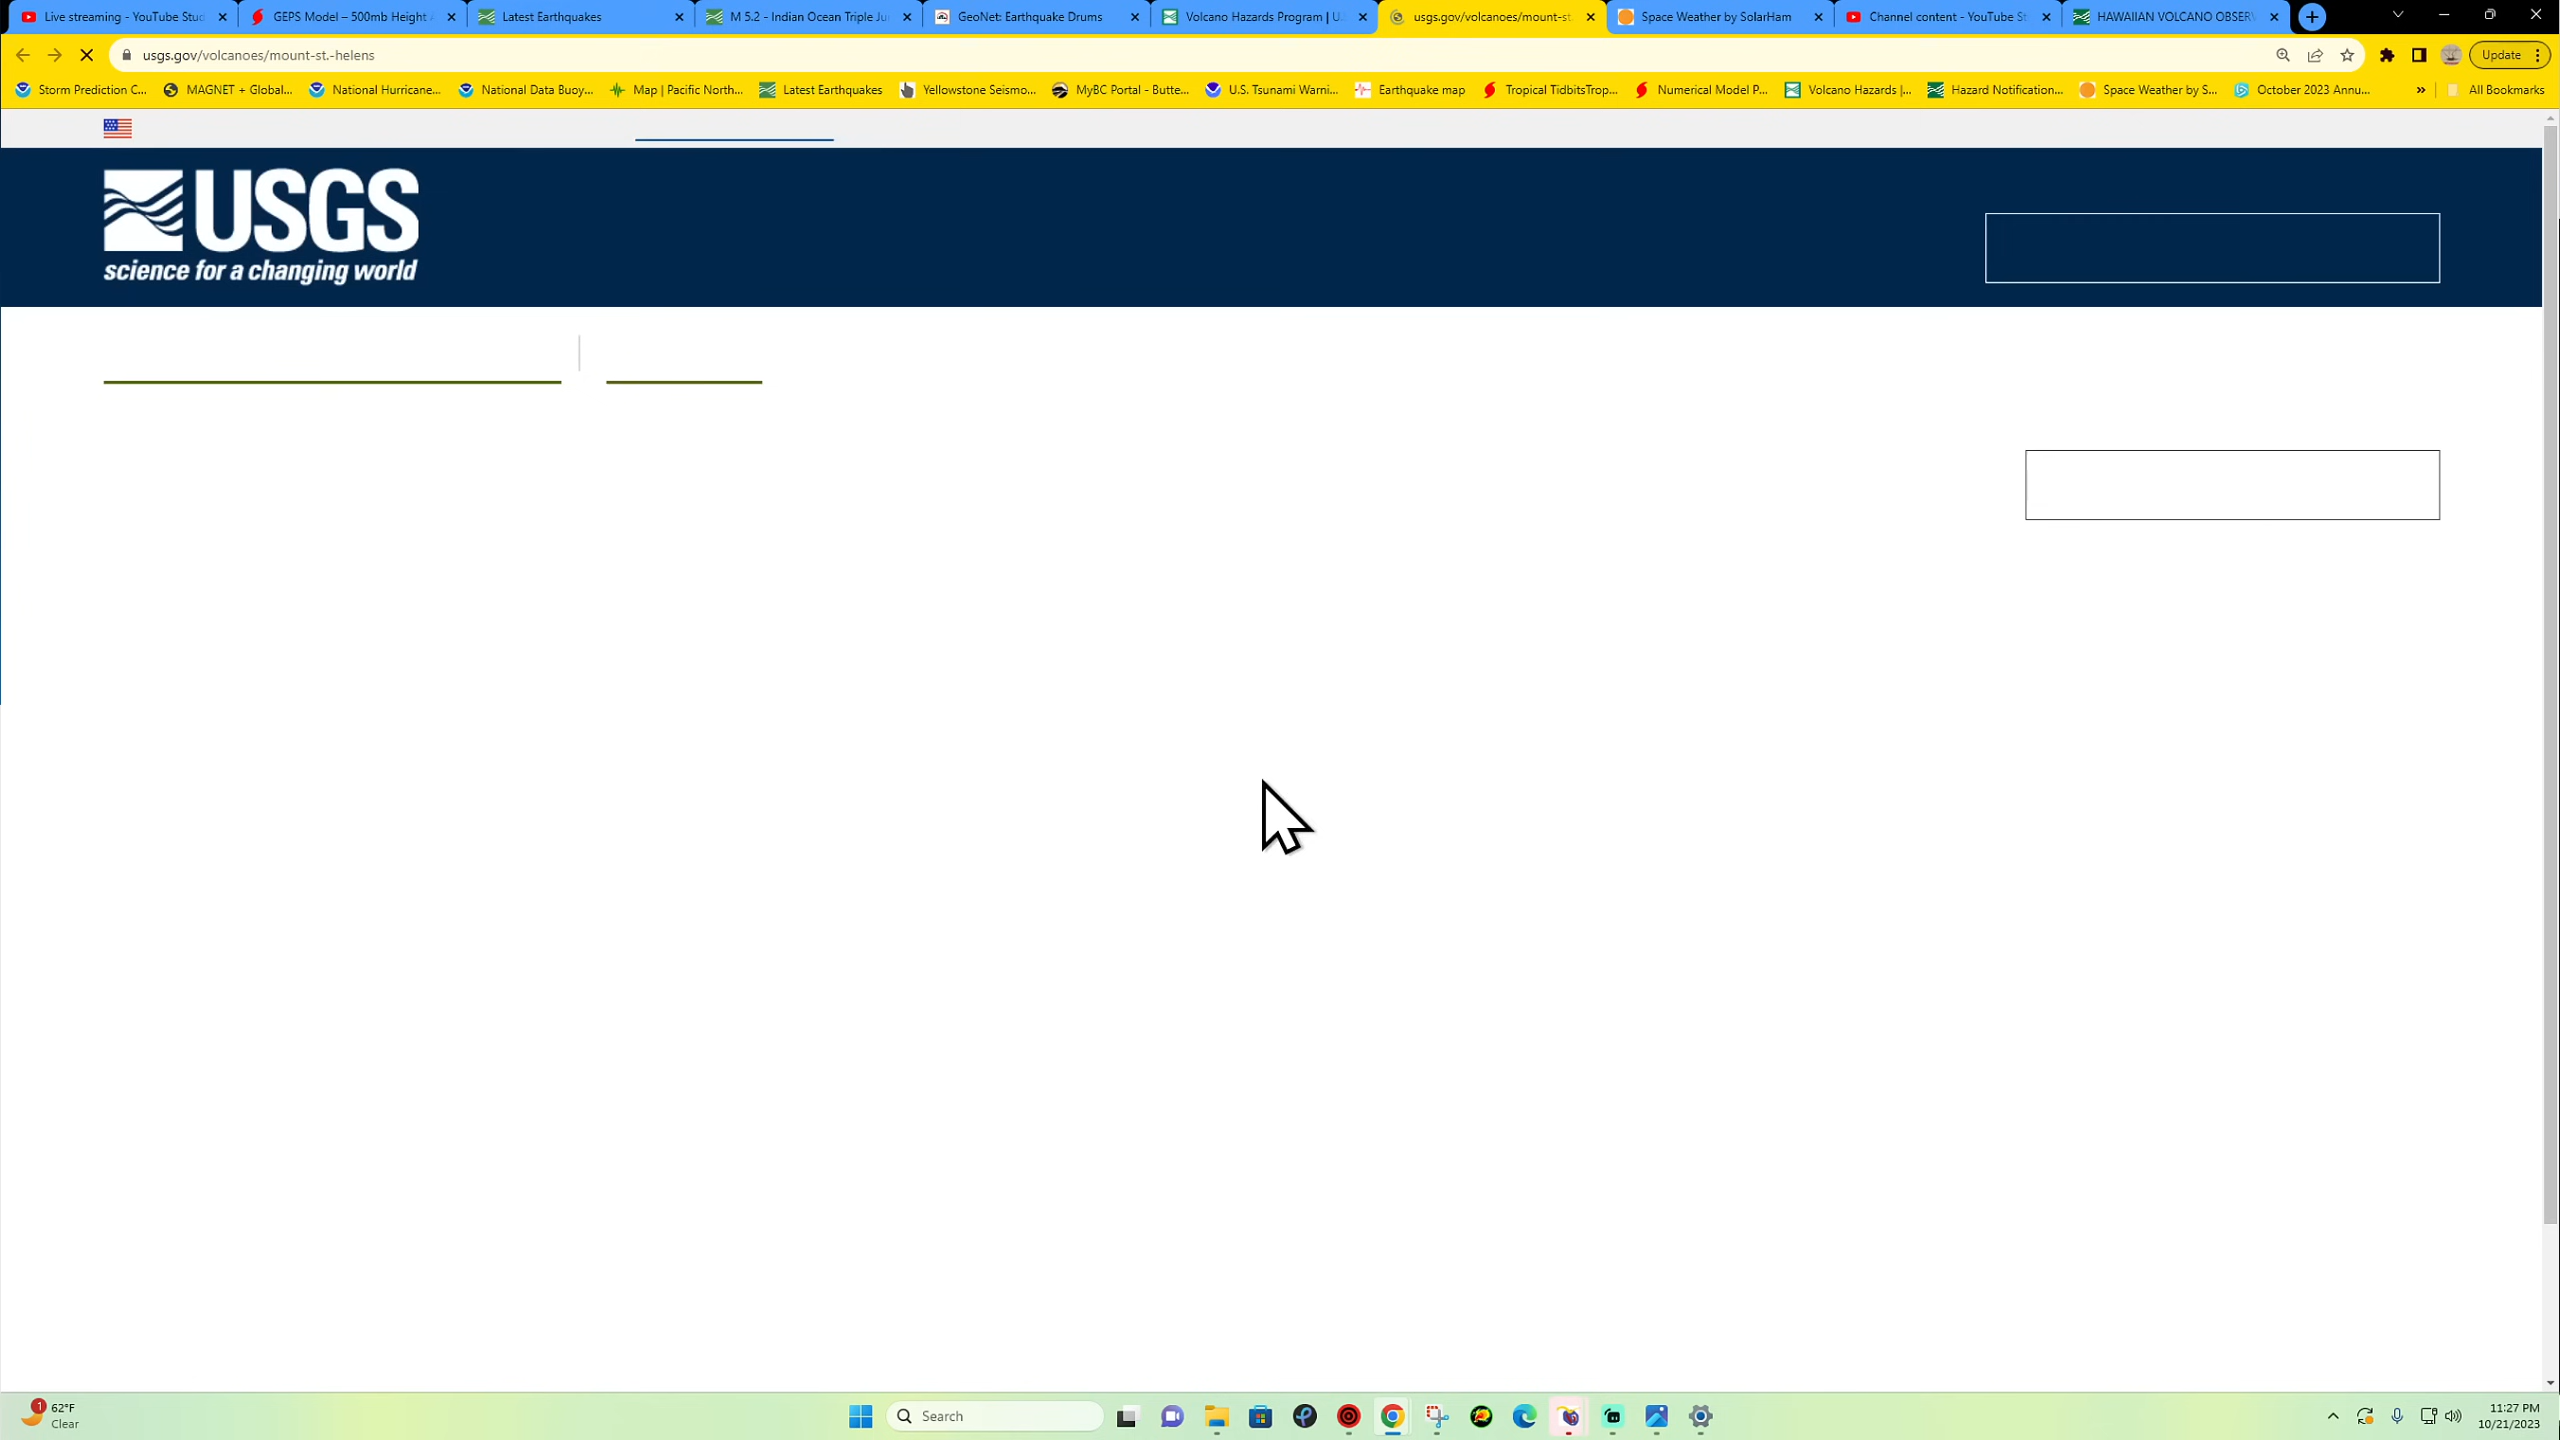 Live streaming - YouTube Stud
GEPS Model – 500mb Height A
Latest Earthquakes
M 5.2 - Indian Ocean Triple Ju
GeoNet: Earthquake Drums
Volcano Hazards Program | U.
usgs.gov/volcanoes/mount-st.
Space Weather by SolarHam
Channel content - YouTube St
HAWAIIAN VOLCANO OBSERV
usgs.gov/volcanoes/mount-st.-helens
Update
Storm Prediction C...
MAGNET + Global...
National Hurricane...
National Data Buoy...
Map | Pacific North...
Latest Earthquakes
Yellowstone Seismo...
MyBC Portal - Butte...
U.S. Tsunami Warni...
Earthquake map
Tropical TidbitsTrop...
Numerical Model P...
Volcano Hazards |...
Hazard Notification...
Space Weather by S...
October 2023 Annu...
»
All Bookmarks
USGS
science for a changing world
1
62°F
Clear
Search
11:27 PM
10/21/2023